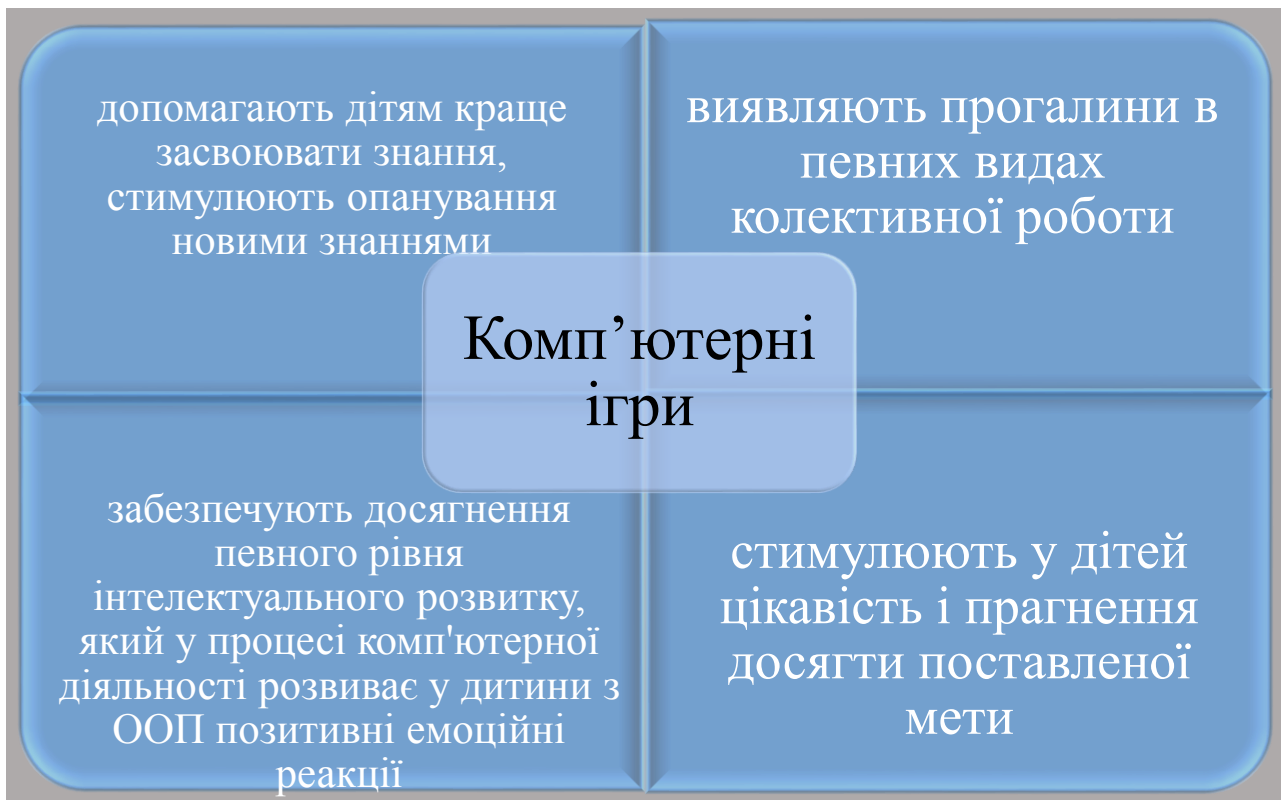 допомагають дітям краще
засвоювати знання,
стимулюють опанування
новими знаннями
виявляють прогалини в
певних видах
колективної роботи
Комп’ютерні
ігри
забезпечують досягнення
певного рівня
інтелектуального розвитку,
який у процесі комп'ютерної
діяльності розвиває у дитини з
ООП позитивні емоційні
реакції
стимулюють у дітей
цікавість і прагнення
досягти поставленої
мети